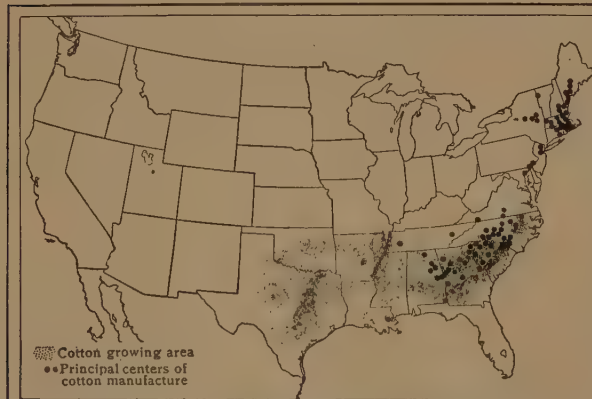 Cotton growing area
Principal centers of
cotton manufacture